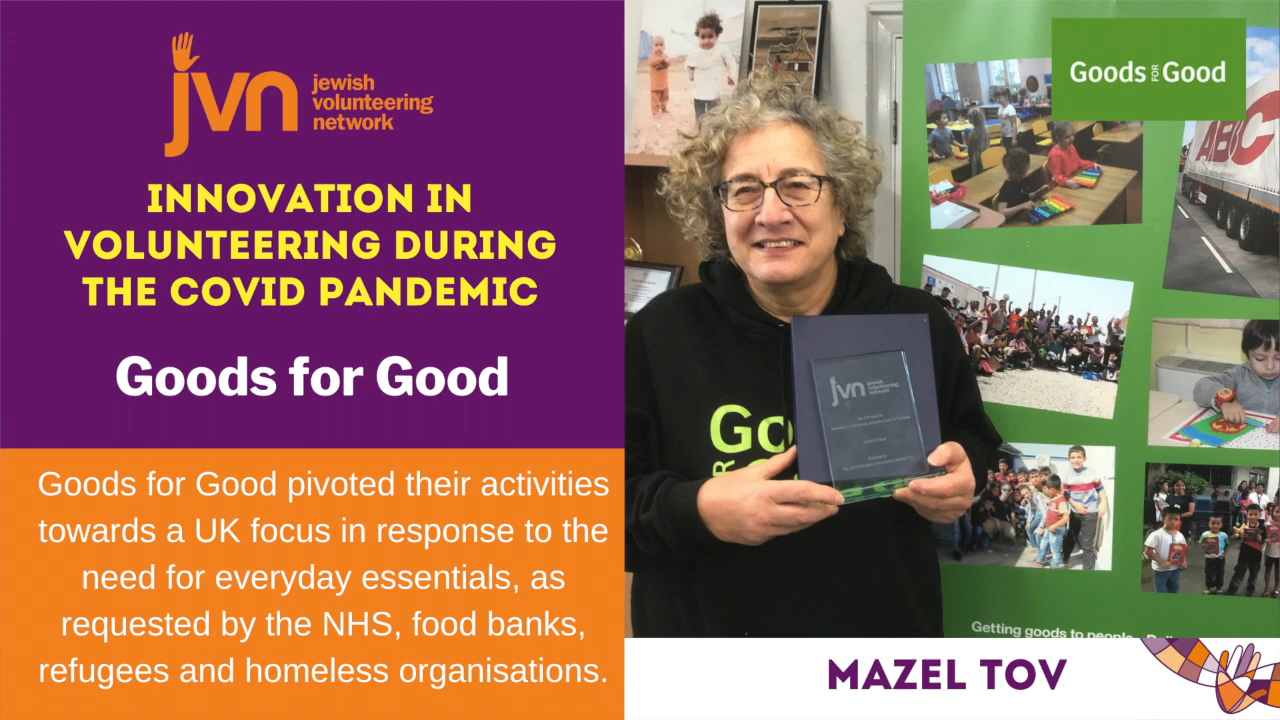 jvn
jewish
volunteering
network
INNOVATION IN
VOLUNTEERING DURING
THE COVID PANDEMIC
Goods for Good
Goods for Good pivoted their activities
towards a UK focus in response to the
need for everyday essentials, as
requested by the NHS, food banks,
refugees and homeless organisations.
Goods FOR Good
ABC
Go
jvn
jewish
volunteering
network
Getting goods to people
MAZEL TOV